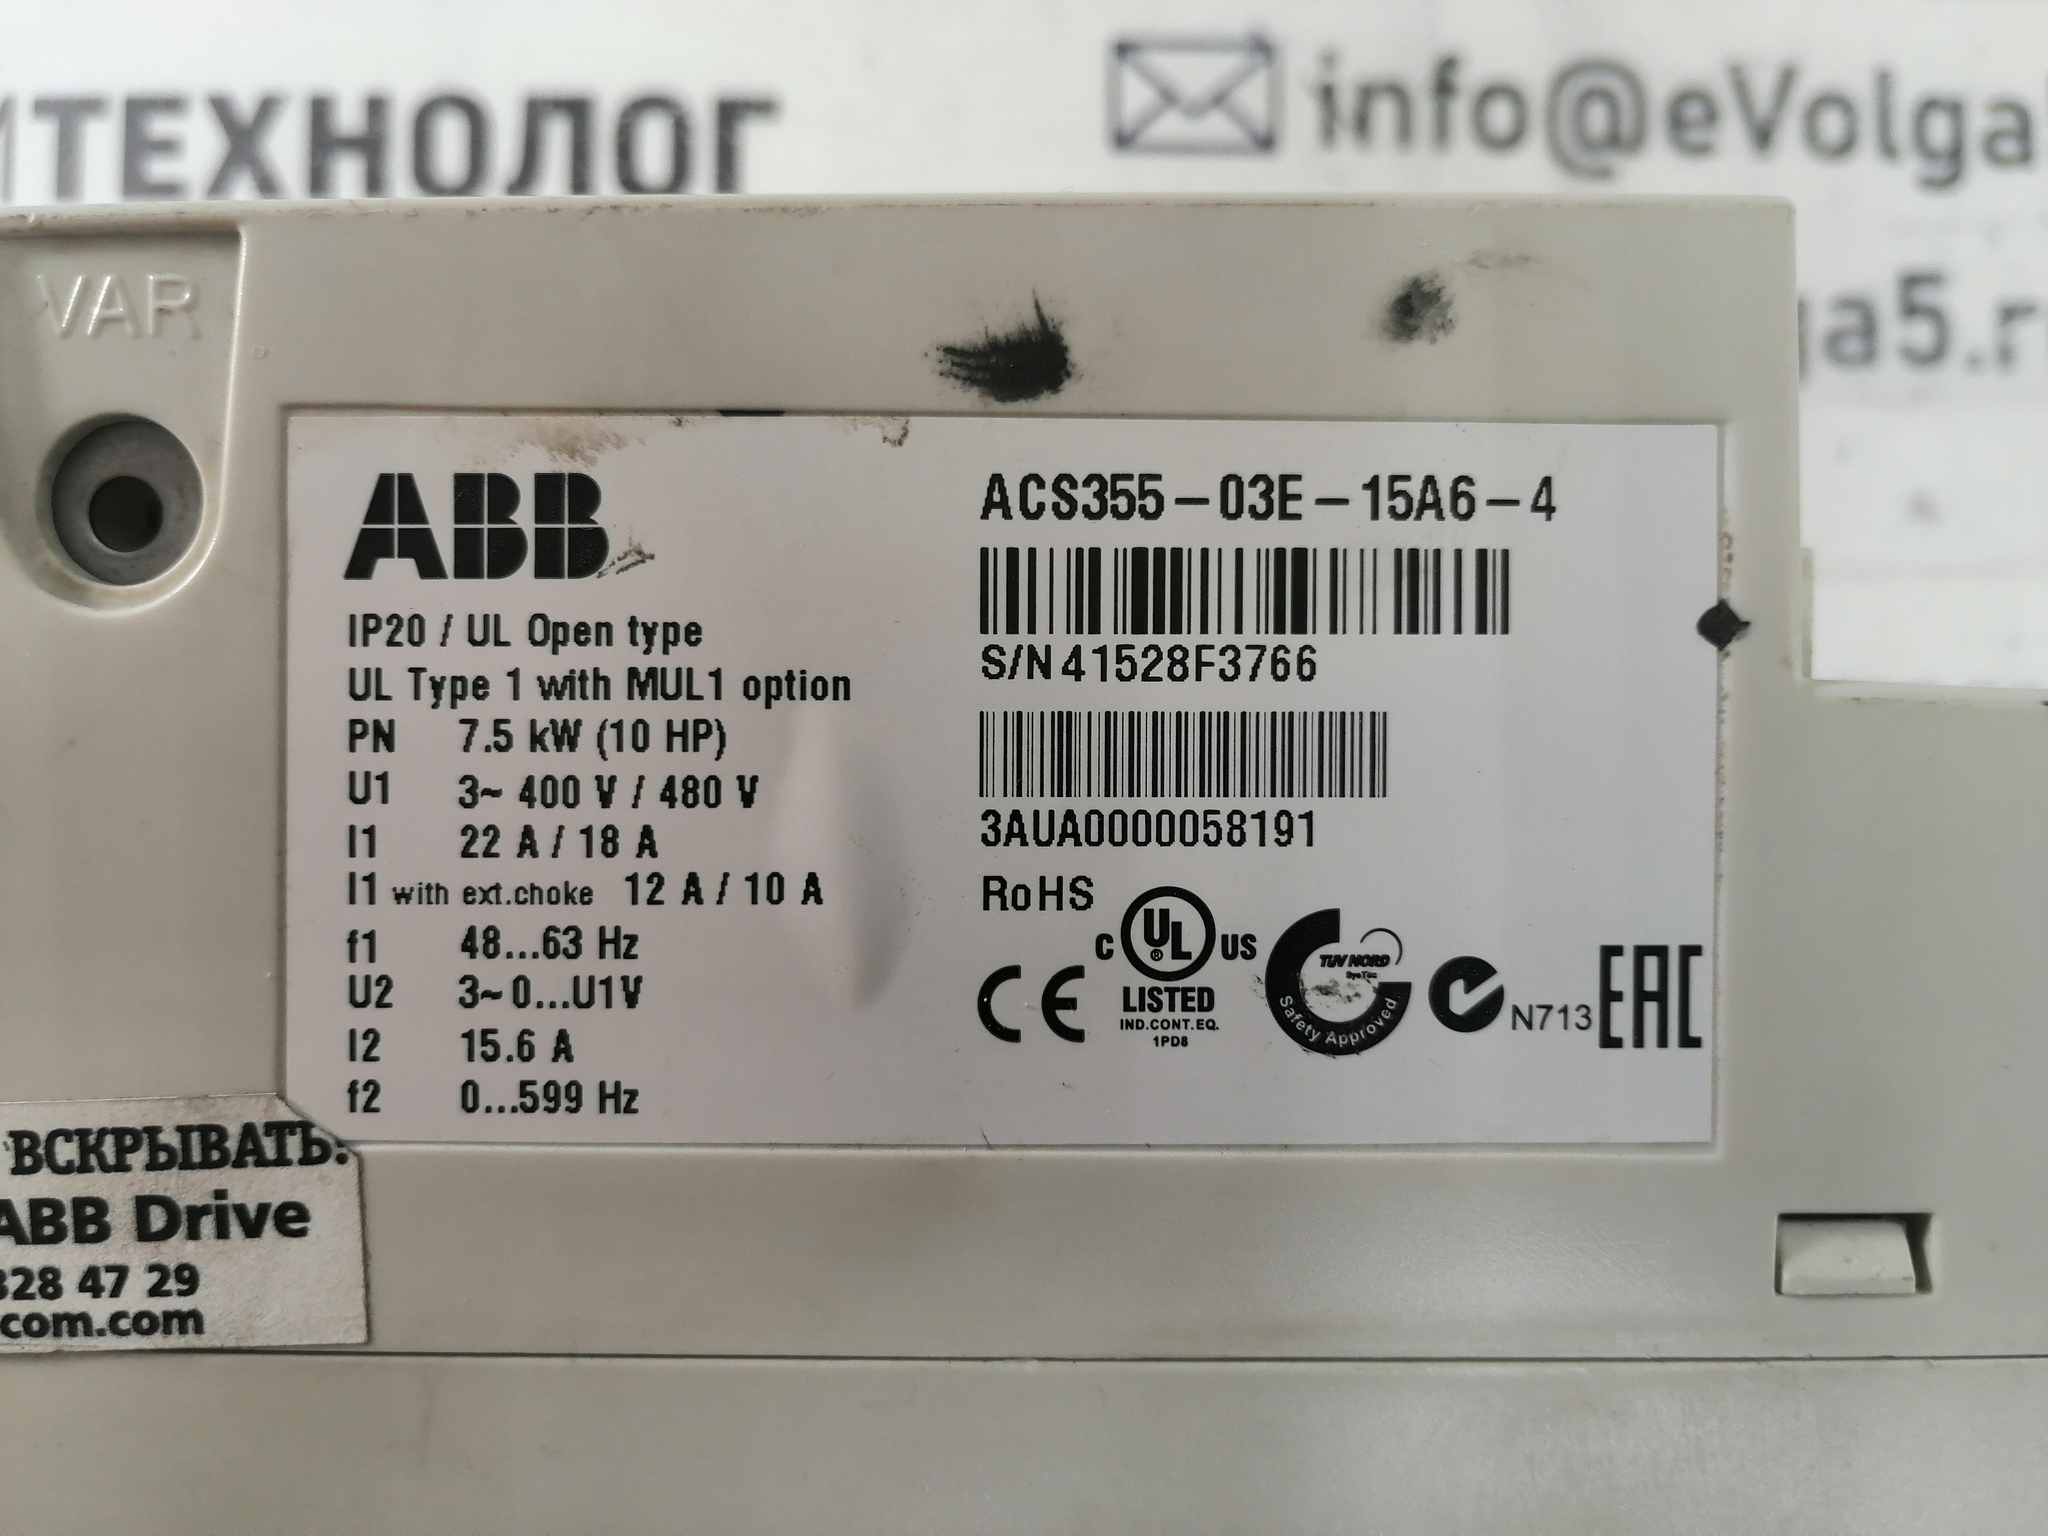 ТЕХНОЛОГ
info@eVolga
a5.r
VAR
ABB
IP20 / UL Open type
UL Type 1 with MUL1 option
PN 7.5 kW (10 HP)
U1 3~ 400 V / 480 V
I1 22 A / 18 A
I1 with ext.choke 12 A / 10 A
f1 48...63 Hz
U2 3~0...U1V
I2 15.6 A
f2 0...599 Hz
ACS355-03E-15A6-4
S/N 41528F3766
3AUA0000058191
RoHS
CE
C UL ® US
LISTED
IND.CONT.EQ.
1PD8
TUV NORD
SysTec
Safety Approved
N713
EAC
ВСКРЫВАТЬ!
ABB Drive
328 47 29
com.com